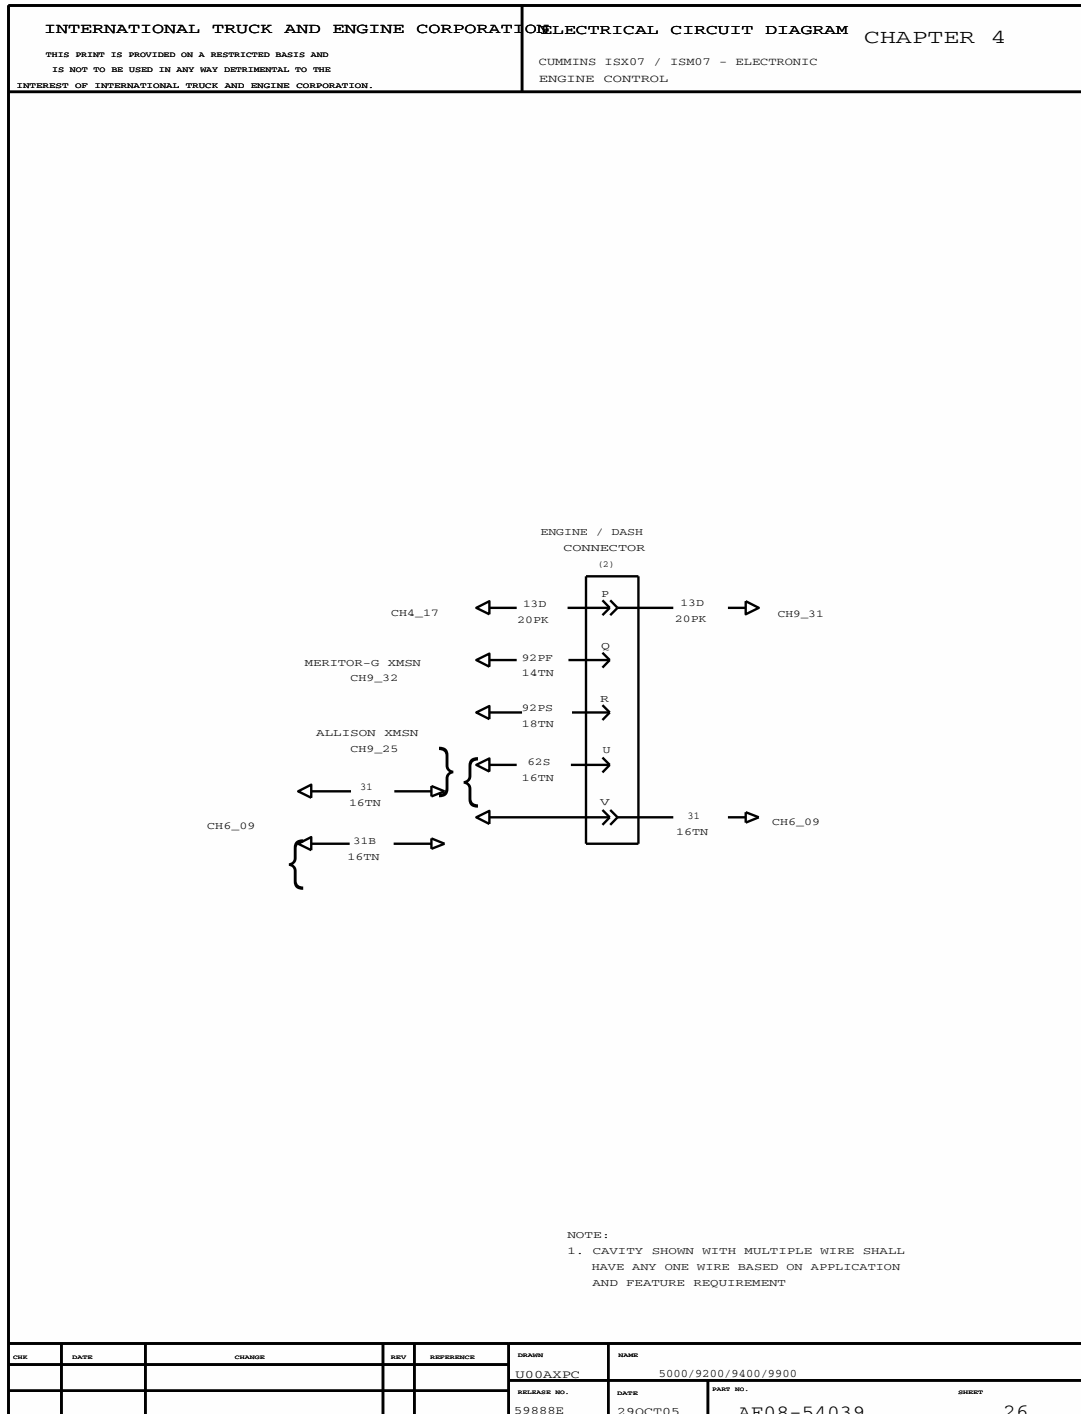 INTERNATIONAL TRUCK AND ENGINE CORPORATION
THIS PRINT IS PROVIDED ON A RESTRICTED BASIS AND
IS NOT TO BE USED IN ANY WAY DETRIMENTAL TO THE
INTEREST OF INTERNATIONAL TRUCK AND ENGINE CORPORATION.
ELECTRICAL CIRCUIT DIAGRAM
CHAPTER 4
CUMMINS ISX07 / ISM07 - ELECTRONIC
ENGINE CONTROL
ENGINE / DASH
CONNECTOR
(2)
P
CH4_17
13D
20PK
13D
20PK
CH9_31
Q
MERITOR-G XMSN
CH9_32
92PF
14TN
R
92PS
18TN
ALLISON XMSN
CH9_25
U
62S
16TN
31
16TN
V
CH6_09
31
16TN
CH6_09
31B
16TN
NOTE:
1. CAVITY SHOWN WITH MULTIPLE WIRE SHALL
HAVE ANY ONE WIRE BASED ON APPLICATION
AND FEATURE REQUIREMENT
CHK
DATE
CHANGE
REV
REFERENCE
DRAWN
U00AXPC
NAME
5000/9200/9400/9900
RELEASE NO.
59888E
DATE
29OCT05
PART NO.
AF08-54039
SHEET
26